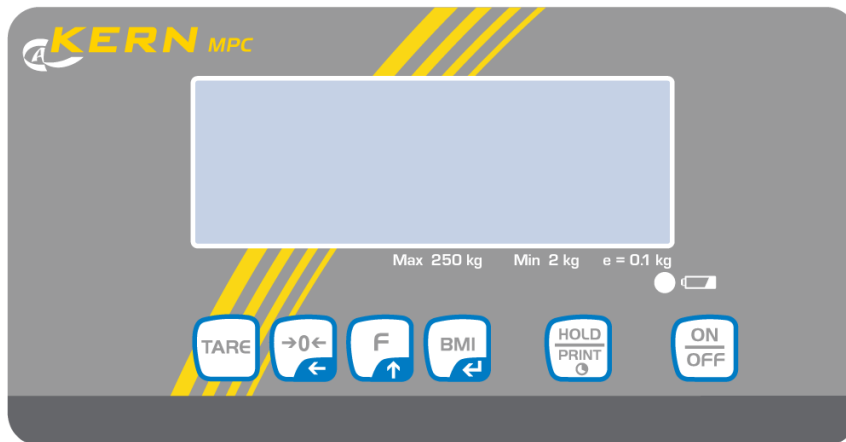 KERN MPC
Max 250 kg Min 2 kg e = 0.1 kg
TARE →0← F BMI HOLD ON
PRINT OFF